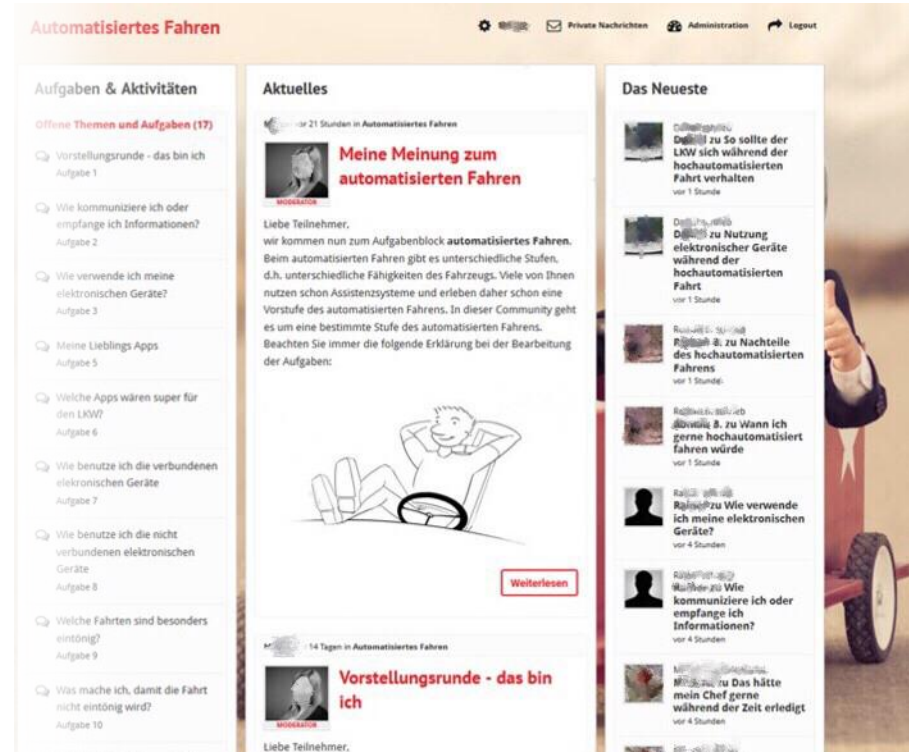 Automatisiertes Fahren
Private Nachrichten
Administration
Logout
Aufgaben & Aktivitäten
Offene Themen und Aufgaben (17)
Vorstellungsrunde - das bin ich
Aufgabe 1
Wie kommuniziere ich oder
empfange ich Informationen?
Aufgabe 2
Wie verwende ich meine
elektronischen Geräte?
Aufgabe 3
Meine Lieblings Apps
Aufgabe 5
Welche Apps wären super für
den LKW?
Aufgabe 6
Wie benutze ich die verbundenen
elekronischen Geräte
Aufgabe 7
Wie benutze ich die nicht
verbundenen elektronischen
Geräte
Aufgabe 8
Welche Fahrten sind besonders
eintönig?
Aufgabe 9
Was mache ich, damit die Fahrt
nicht eintönig wird?
Aufgabe 10
Aktuelles
vor 21 Stunden in Automatisiertes Fahren
MODERATOR
Meine Meinung zum
automatisierten Fahren
Liebe Teilnehmer,
wir kommen nun zum Aufgabenblock automatisiertes Fahren.
Beim automatisierten Fahren gibt es unterschiedliche Stufen,
d.h. unterschiedliche Fähigkeiten des Fahrzeugs. Viele von Ihnen
nutzen schon Assistenzsysteme und erleben daher schon eine
Vorstufe des automatisierten Fahrens. In dieser Community geht
es um eine bestimmte Stufe des automatisierten Fahrens.
Beachten Sie immer die folgende Erklärung bei der Bearbeitung
der Aufgaben:
Weiterlesen
14 Tagen in Automatisiertes Fahren
MODERATOR
Vorstellungsrunde - das bin
ich
Liebe Teilnehmer,
Das Neueste
zu So sollte der
LKW sich während der
hochautomatisierten
Fahrt verhalten
vor 1 Stunde
zu Nutzung
elektronischer Geräte
während der
hochautomatisierten
Fahrt
vor 1 Stunde
B. zu Nachteile
des hochautomatisierten
Fahrens
vor 1 Stunde
B. zu Wann ich
gerne hochautomatisiert
fahren würde
vor 1 Stunde
zu Wie verwende
ich meine elektronischen
Geräte?
vor 4 Stunden
zu Wie
kommuniziere ich oder
empfange ich
Informationen?
vor 4 Stunden
zu Das hätte
mein Chef gerne
während der Zeit erledigt
vor 4 Stunden